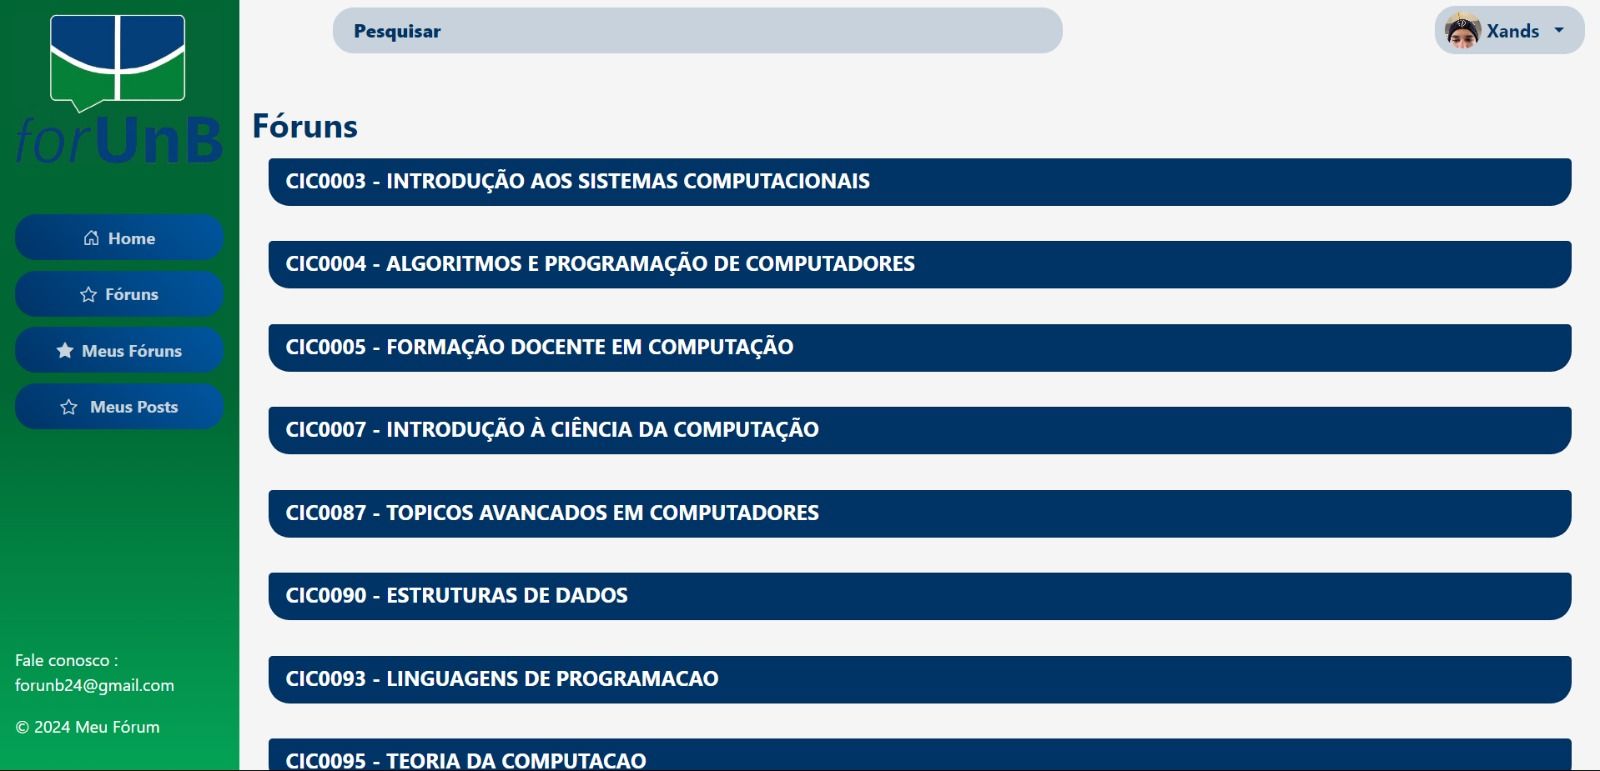 forUnB
Home
Fóruns
Meus Fóruns
Meus Posts
Fale conosco :
forunb24@gmail.com
© 2024 Meu Fórum
Pesquisar
Xands
Fóruns
CIC0003 - INTRODUÇÃO AOS SISTEMAS COMPUTACIONAIS
CIC0004 - ALGORITMOS E PROGRAMAÇÃO DE COMPUTADORES
CIC0005 - FORMAÇÃO DOCENTE EM COMPUTAÇÃO
CIC0007 - INTRODUÇÃO À CIÊNCIA DA COMPUTAÇÃO
CIC0087 - TOPICOS AVANCADOS EM COMPUTADORES
CIC0090 - ESTRUTURAS DE DADOS
CIC0093 - LINGUAGENS DE PROGRAMACAO
CIC0095 - TEORIA DA COMPUTACAO